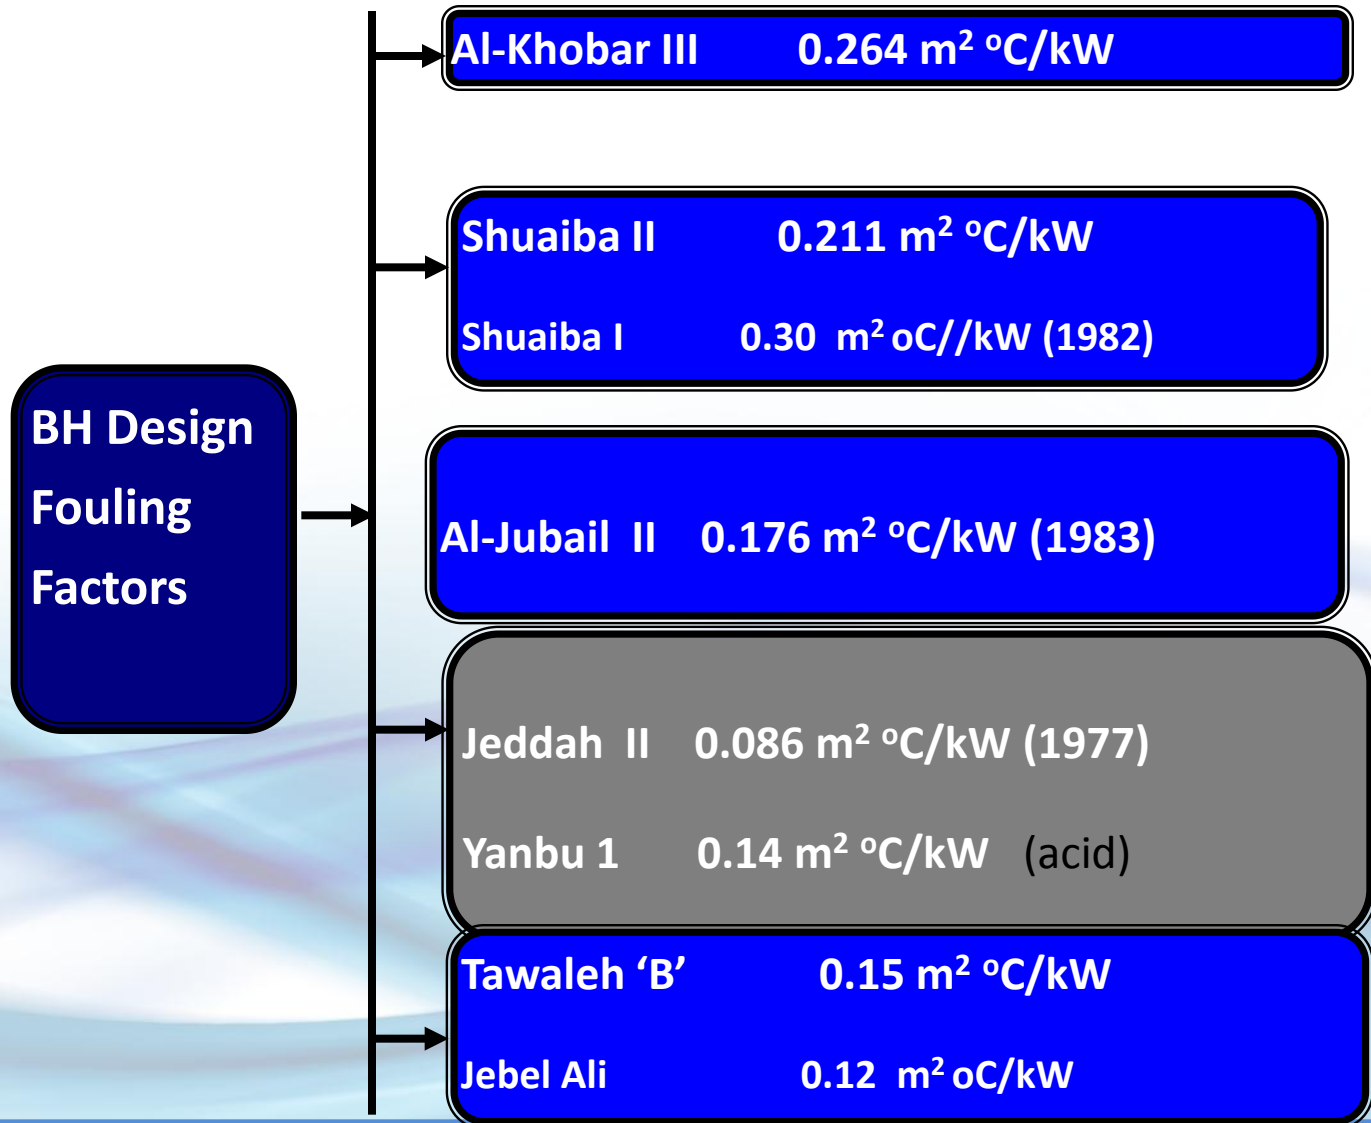 Al-Khobar III 0.264 m² ᵒC/kW
Shuaiba II 0.211 m² ᵒC/kW
Shuaiba I 0.30 m² oC//kW (1982)
BH Design
Fouling
Factors
Al-Jubail II 0.176 m² ᵒC/kW (1983)
Jeddah II 0.086 m² ᵒC/kW (1977)
Yanbu 1 0.14 m² ᵒC/kW (acid)
Tawaleh ‘B’ 0.15 m² ᵒC/kW
Jebel Ali 0.12 m² oC/kW